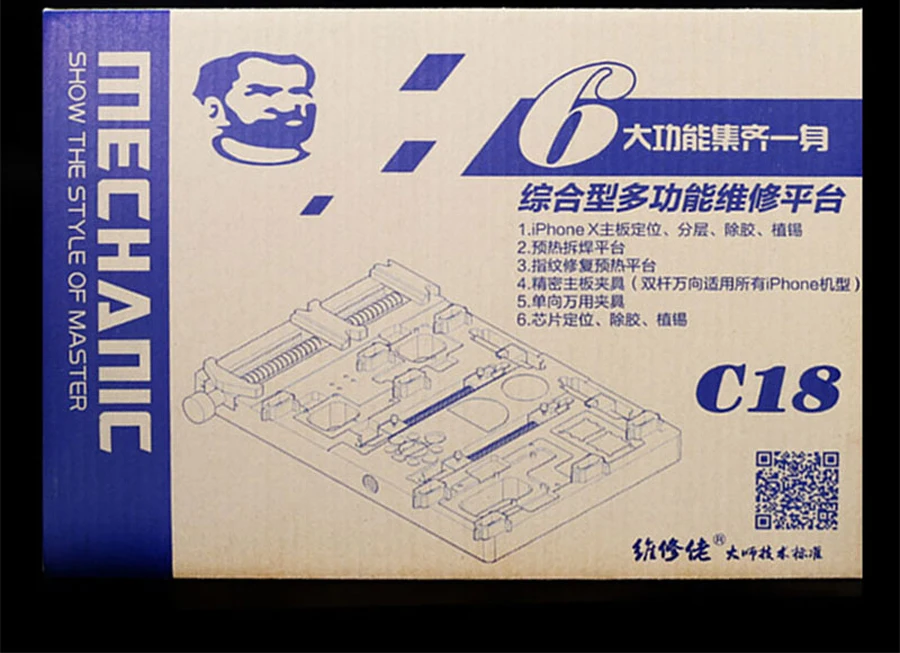 MECHANIC
SHOW THE STYLE OF MASTER
6大功能集齐一身
综合型多功能维修平台
1.iPhone X主板定位、分层、除胶、植锡
2.预热拆焊平台
3.指纹修复预热平台
4.精密主板夹具（双杆万向适用所有iPhone机型）
5.单向万用夹具
6.芯片定位、除胶、植锡
C18
维修佬® 大师技术标准